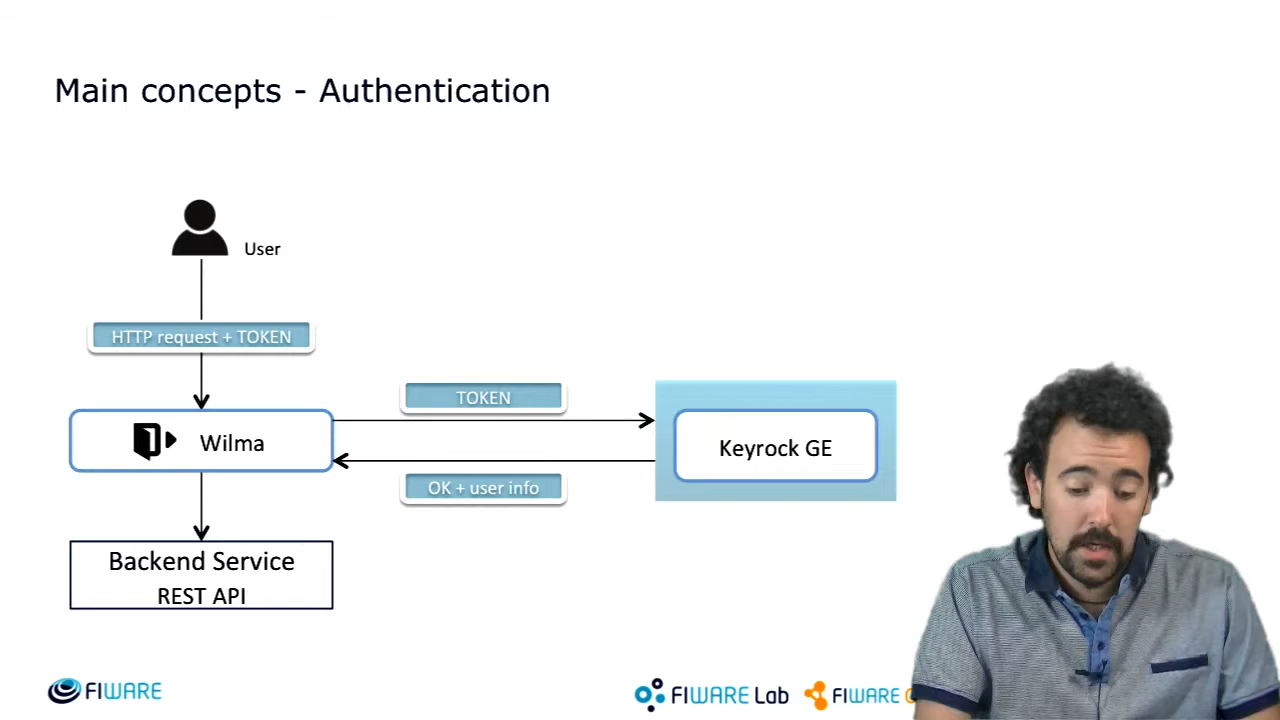 Main concepts - Authentication
User
HTTP request + TOKEN
TOKEN
Wilma
Keyrock GE
OK + user info
Backend Service
REST API
FIWARE
FIWARE Lab
FIWARE